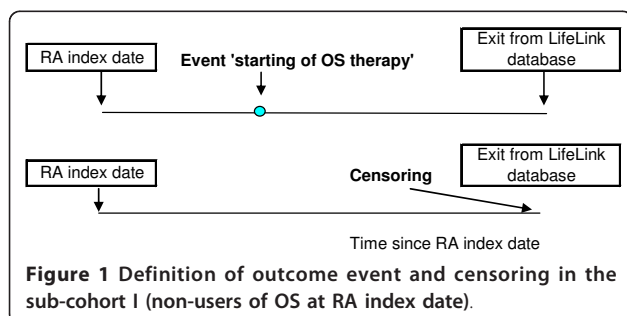 RA index date
Event 'starting of OS therapy'
Exit from LifeLink
database
RA index date
Censoring
Exit from LifeLink
database
Time since RA index date
Figure 1 Definition of outcome event and censoring in the
sub-cohort I (non-users of OS at RA index date).